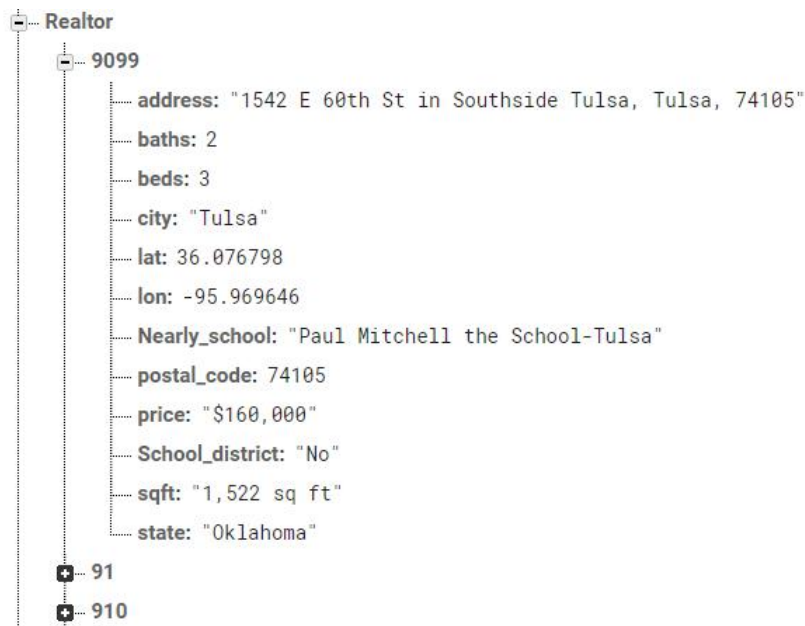 Realtor
9099
address: "1542 E 60th St in Southside Tulsa, Tulsa, 74105"
baths: 2
beds: 3
city: "Tulsa"
lat: 36.076798
lon: -95.969646
Nearly_school: "Paul Mitchell the School-Tulsa"
postal_code: 74105
price: "$160,000"
School_district: "No"
sqft: "1,522 sq ft"
state: "Oklahoma"
91
910